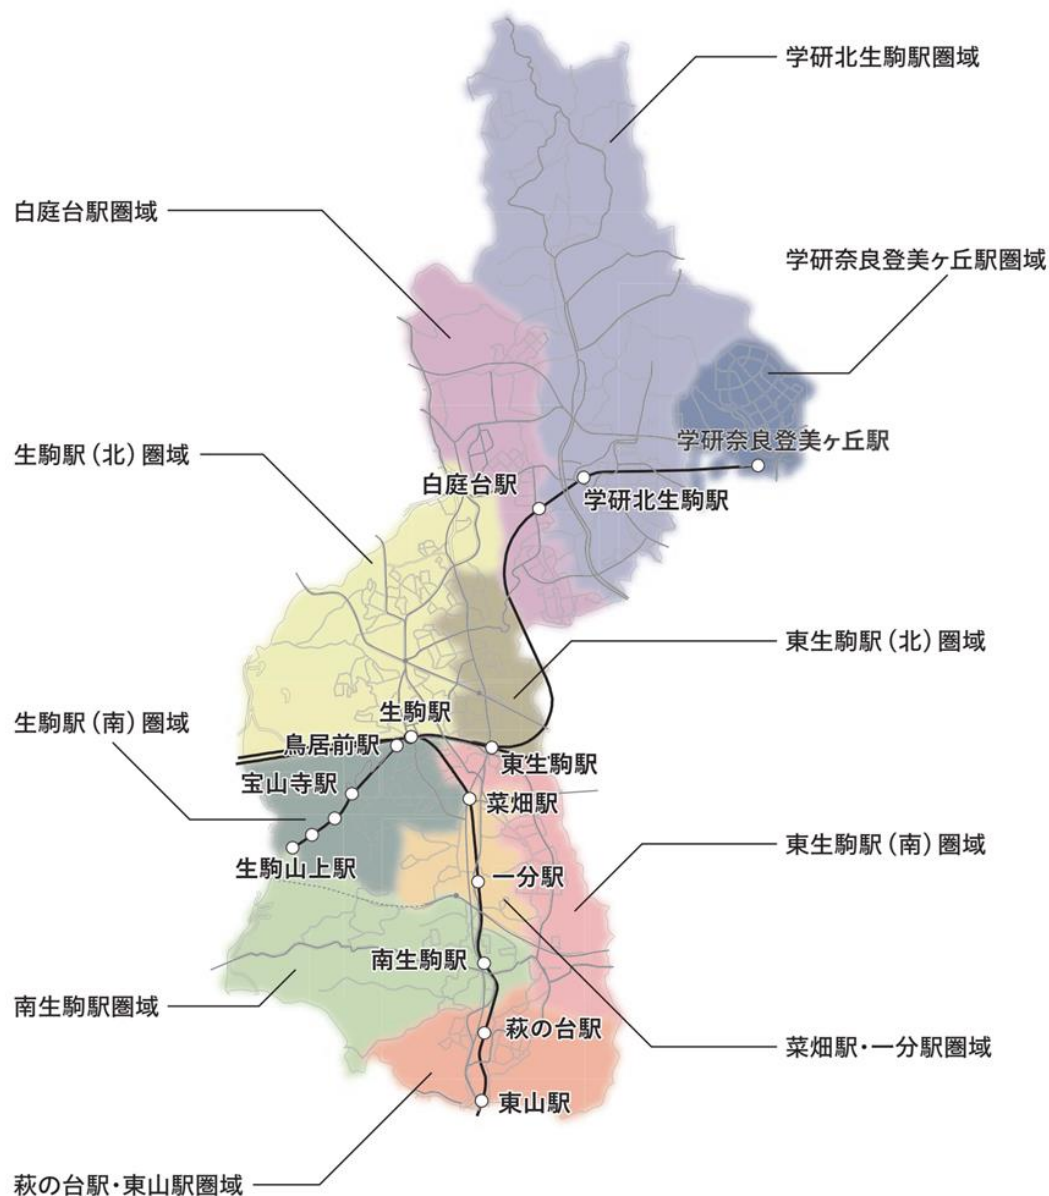 学研北生駒駅圏域
白庭台駅圏域
学研奈良登美ヶ丘駅圏域
学研奈良登美ヶ丘駅
生駒駅（北）圏域
白庭台駅
学研北生駒駅
東生駒駅（北）圏域
生駒駅
生駒駅（南）圏域
鳥居前駅
東生駒駅
宝山寺駅
菜畑駅
東生駒駅（南）圏域
生駒山上駅
一分駅
南生駒駅
南生駒駅圏域
萩の台駅
菜畑駅・一分駅圏域
東山駅
萩の台駅・東山駅圏域